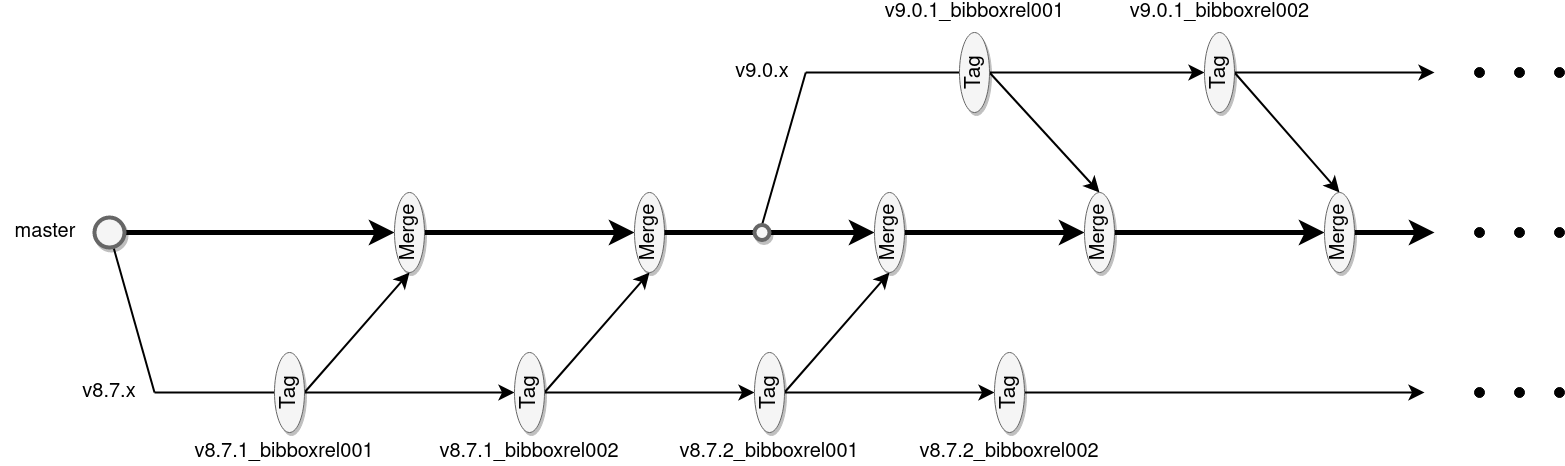 v9.0.1_bibboxrel001
v9.0.1_bibboxrel002
v9.0.x
Tag
Tag
master
Merge
Merge
Merge
Merge
Merge
v8.7.x
Tag
Tag
Tag
Tag
v8.7.1_bibboxrel001
v8.7.1_bibboxrel002
v8.7.2_bibboxrel001
v8.7.2_bibboxrel002